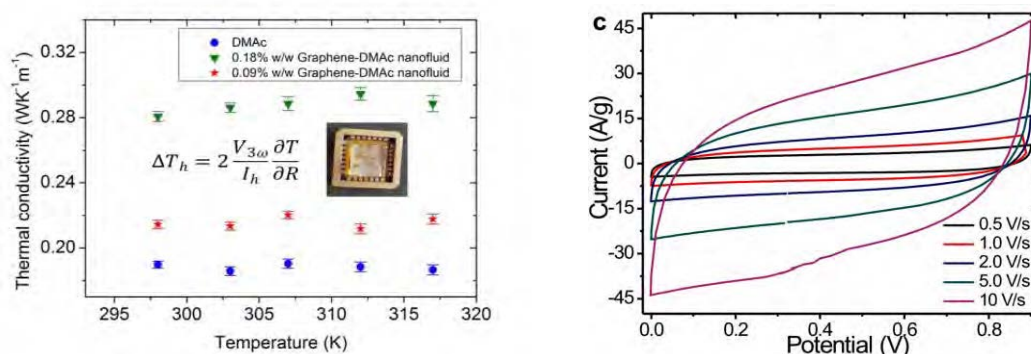 Thermal conductivity (WK⁻¹m⁻¹)
0.32
0.28
0.24
0.20
DMAc
0.18% w/w Graphene-DMAc nanofluid
0.09% w/w Graphene-DMAc nanofluid
ΔTₕ = 2 V₃ω/Iₕ ∂T/∂R
295 300 305 310 315 320
Temperature (K)
c
Current (A/g)
45
30
15
0
-15
-30
-45
0.5 V/s
1.0 V/s
2.0 V/s
5.0 V/s
10 V/s
0.0 0.2 0.4 0.6 0.8
Potential (V)